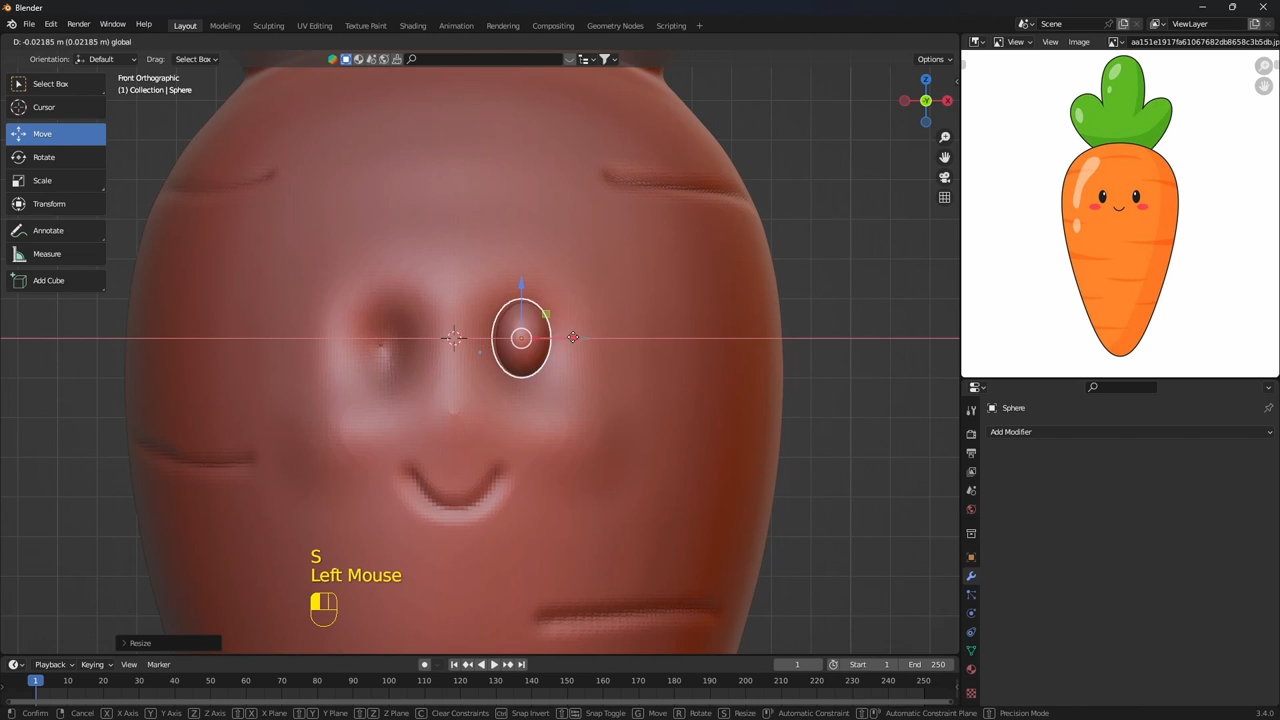 Blender
File Edit Render Window Help Layout Modeling Sculpting UV Editing Texture Paint Shading Animation Rendering Compositing Geometry Nodes Scripting + Scene ViewLayer
D: -0.02185 m (0.02185 m) global
View View Image aa151e1917fa61067682db8658c3b5db.jp
Orientation: Default Drag: Select Box Options
Front Orthographic
(1) Collection | Sphere
Select Box
Cursor
Move
Rotate
Scale
Transform
Annotate
Measure
Add Cube
Z
Y
X
Sphere
Add Modifier
S
Left Mouse
Resize
Playback Keying View Marker 1 Start 1 End 250
1 10 20 30 40 50 60 70 80 90 100 110 120 130 140 150 160 170 180 190 200 210 220 230 240 250
Confirm Cancel X X Axis Y Y Axis Z Z Axis X X Plane Y Y Plane Z Z Plane C Clear Constraints Snap Invert Snap Toggle G Move R Rotate S Resize Automatic Constraint Automatic Constraint Plane Precision Mode 3.4.0